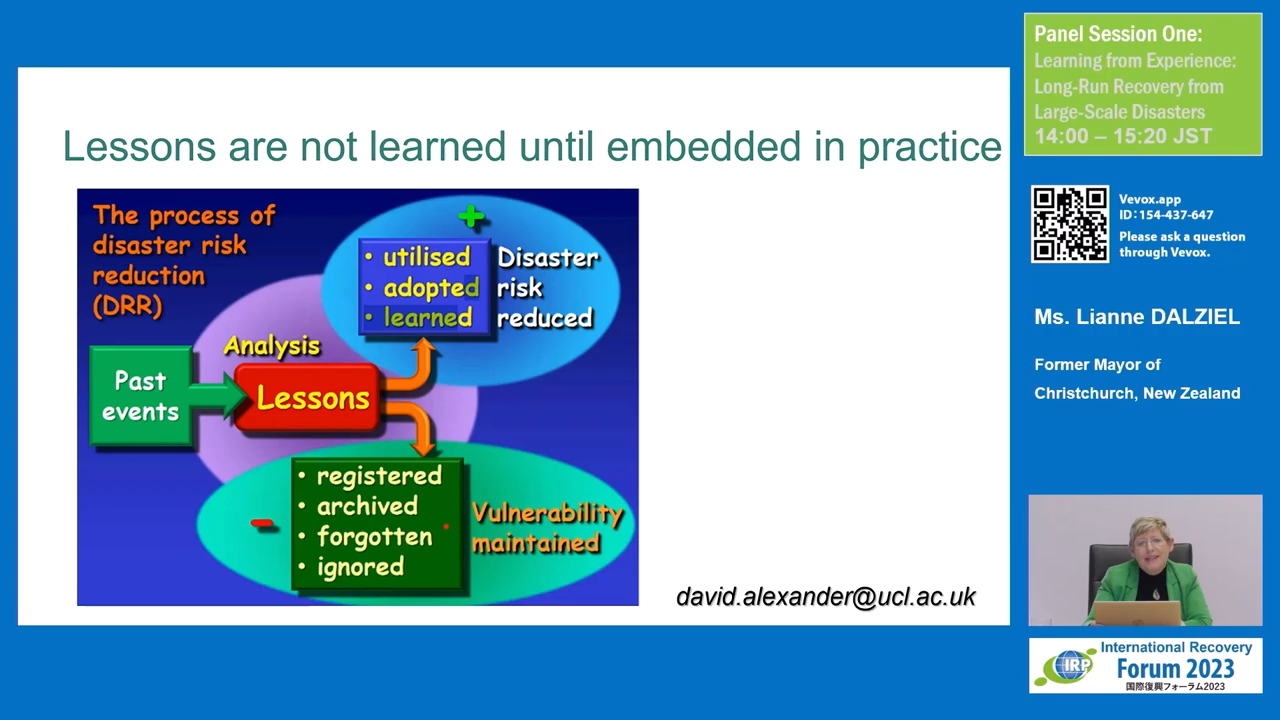 Lessons are not learned until embedded in practice
The process of
disaster risk
reduction
(DRR)
+
• utilised
• adopted
• learned
Disaster
risk
reduced
Analysis
Past
events
Lessons
-
• registered
• archived
• forgotten
• ignored
Vulnerability
maintained
david.alexander@ucl.ac.uk
Panel Session One:
Learning from Experience:
Long-Run Recovery from
Large-Scale Disasters
14:00 – 15:20 JST
Vevox.app
ID:154-437-647
Please ask a question
through Vevox.
Ms. Lianne DALZIEL
Former Mayor of
Christchurch, New Zealand
IRP
International Recovery
Forum 2023
国際復興フォーラム2023